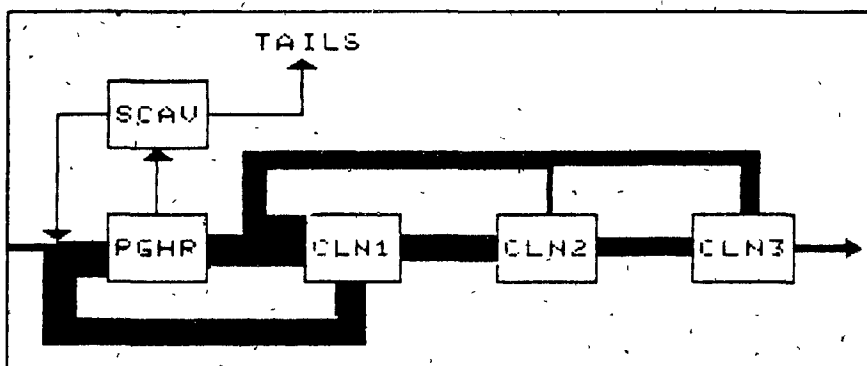 TAILS
SCAV
PGHR
CLN1
CLN2
CLN3